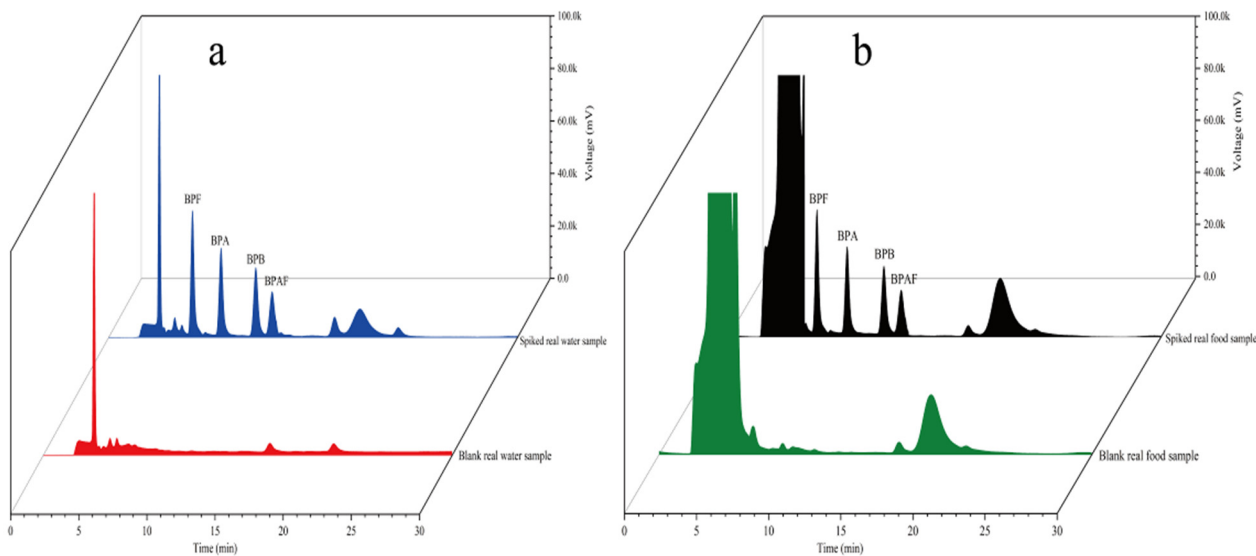 a
100.0k
80.0k
60.0k
40.0k
20.0k
0.0
Voltage (mV)
BPF
BPA
BPB
BPAF
Spiked real water sample
Blank real water sample
0
5
10
15
20
25
30
Time (min)
b
100.0k
80.0k
60.0k
40.0k
20.0k
0.0
Voltage (mV)
BPF
BPA
BPB
BPAF
Spiked real food sample
Blank real food sample
0
5
10
15
20
25
30
Time (min)